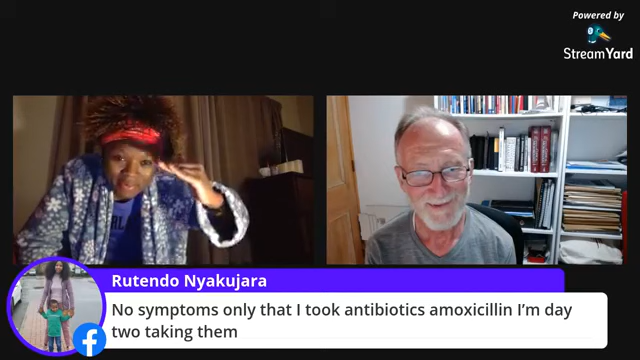 Powered by
StreamYard
Rutendo Nyakujara
No symptoms only that I took antibiotics amoxicillin I'm day
two taking them